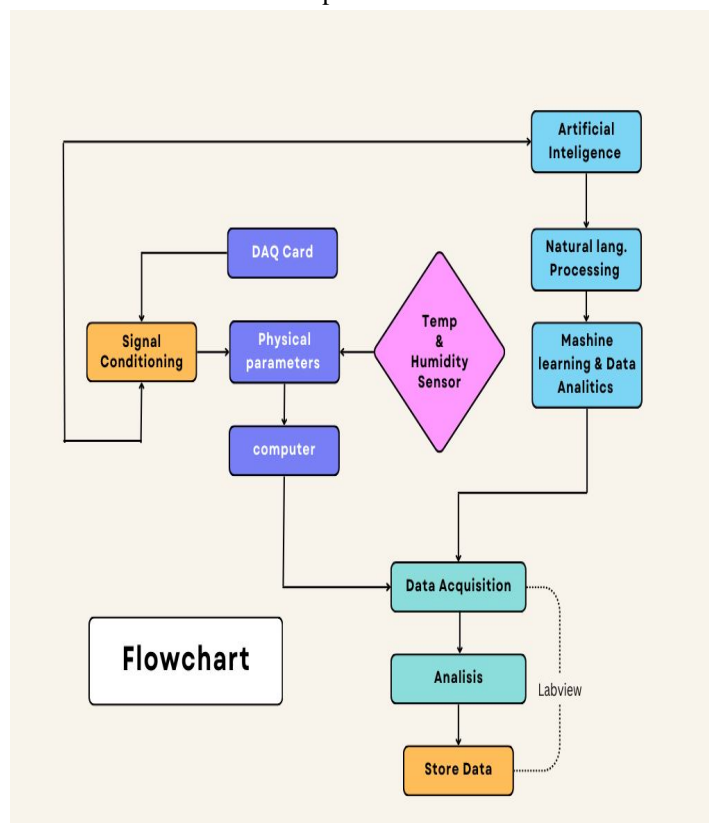 Artificial
Inteligence
DAQ Card
Natural lang.
Processing
Signal
Conditioning
Physical
parameters
Temp
&
Humidity
Sensor
Mashine
learning & Data
Analitics
computer
Data Acquisition
Flowchart
Analisis
Labview
Store Data